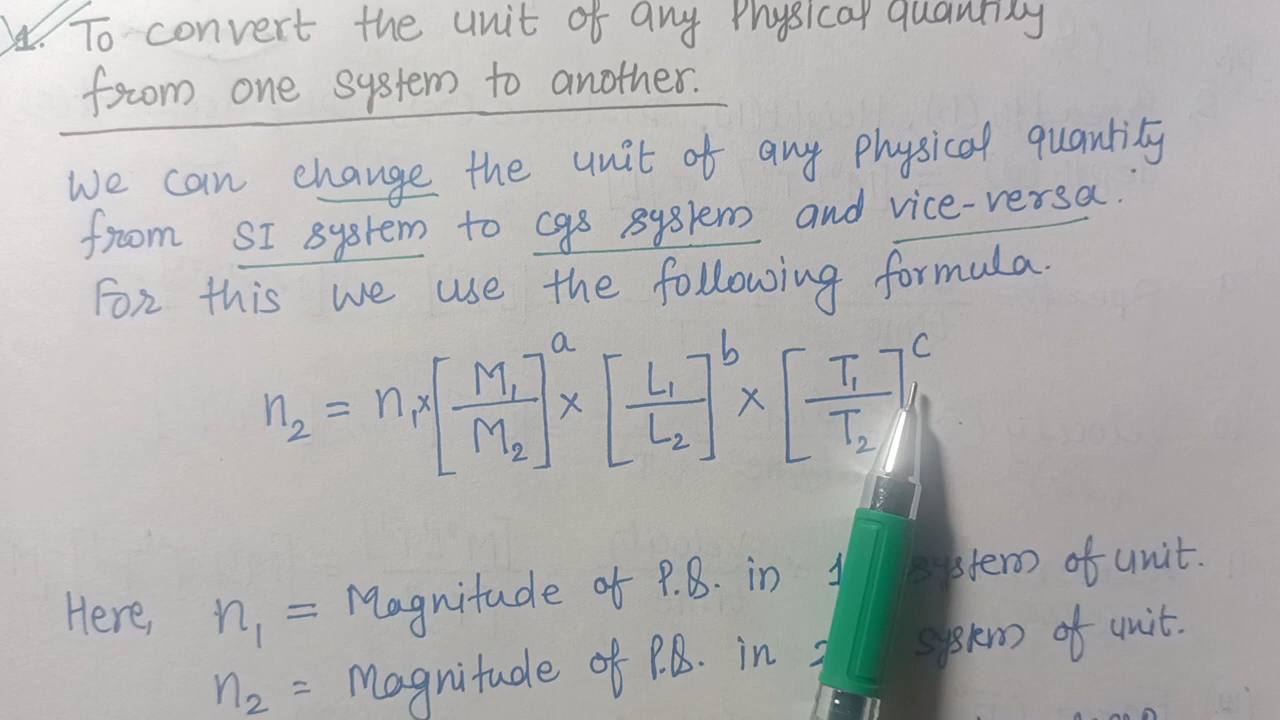 1. To convert the unit of any Physical quantity
from one system to another.
We can change the unit of any Physical quantity
from SI system to cgs system and vice-versa.
For this we use the following formula.
n₂ = n₁ × [M₁/M₂]ᵃ × [L₁/L₂]ᵇ × [T₁/T₂]ᶜ
Here, n₁ = Magnitude of P.Q. in 1 system of unit.
n₂ = Magnitude of P.Q. in 2 system of unit.